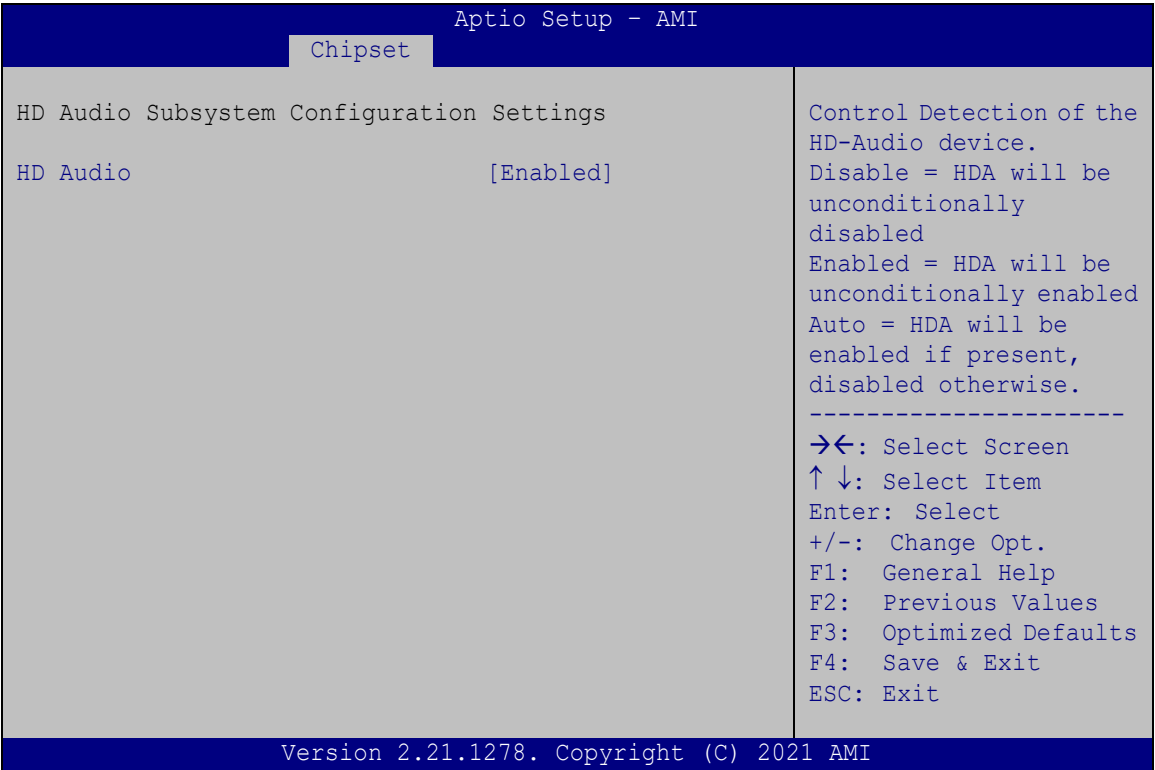 Aptio Setup – AMI
Chipset
HD Audio Subsystem Configuration Settings
HD Audio [Enabled]
Control Detection of the
HD-Audio device.
Disable = HDA will be
unconditionally
disabled
Enabled = HDA will be
unconditionally enabled
Auto = HDA will be
enabled if present,
disabled otherwise.
----------------------
→←: Select Screen
↑ ↓: Select Item
Enter: Select
+/-: Change Opt.
F1: General Help
F2: Previous Values
F3: Optimized Defaults
F4: Save & Exit
ESC: Exit
Version 2.21.1278. Copyright (C) 2021 AMI